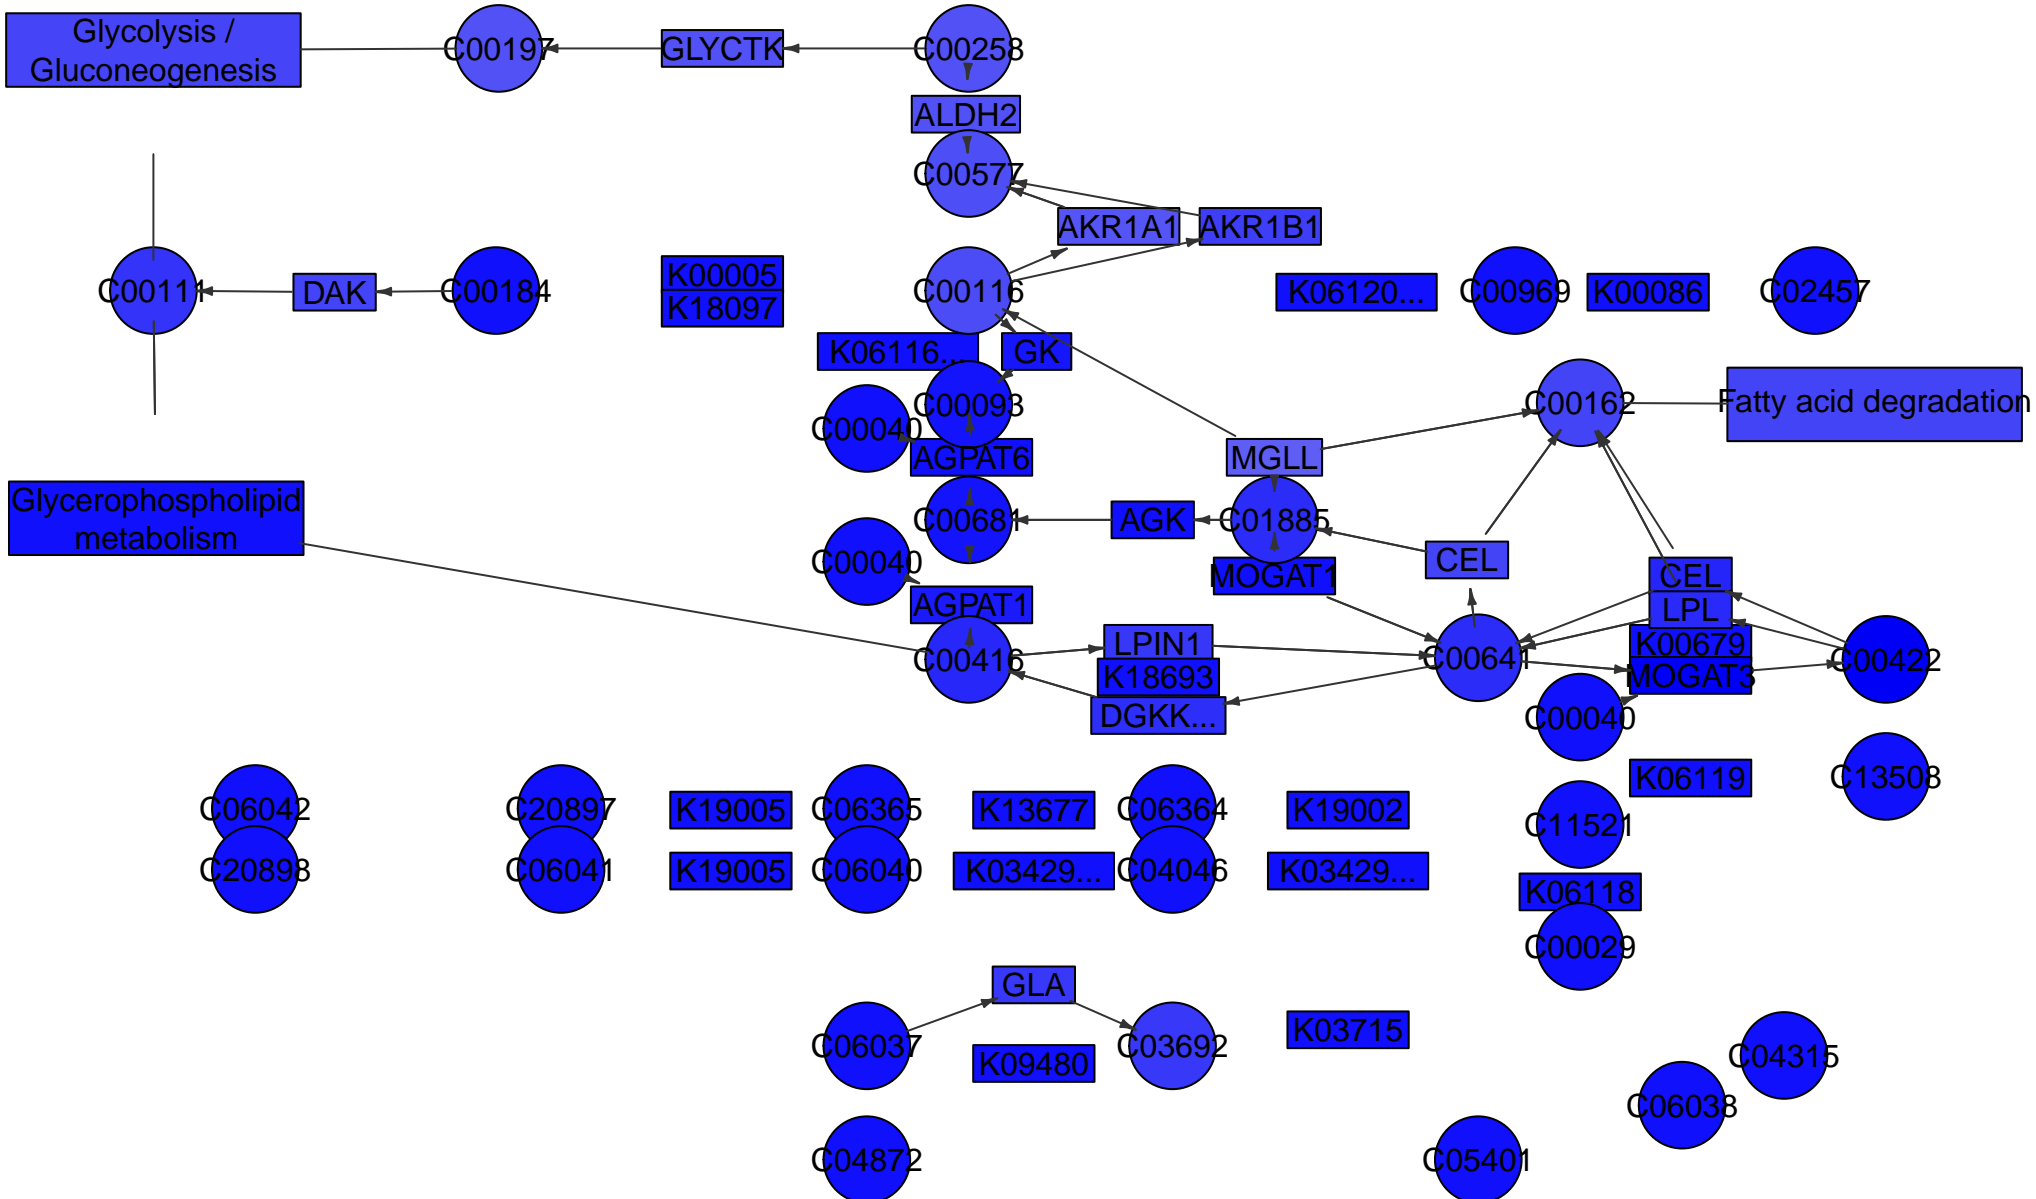 Glycolysis /
Gluconeogenesis
C00197
GLYCTK
C00258
ALDH2
C00577
AKR1A1
AKR1B1
C00111
DAK
C00184
K00005
K18097
C00116
K06120...
C00969
K00086
C02457
K06116...
GK
C00093
C00040
AGPAT6
MGLL
C00162
Fatty acid degradation
Glycerophospholipid
metabolism
C00681
AGK
C01885
C00040
MOGAT1
CEL
CEL
LPL
AGPAT1
C00416
LPIN1
K18693
DGKK...
C00641
K00679
MOGAT3
C00422
C00040
K06119
C13508
C06042
C20897
K19005
C06365
K13677
C06364
K19002
C11521
C20898
C06041
K19005
C06040
K03429...
C04046
K03429...
K06118
C00029
GLA
C06037
K09480
C03692
K03715
C04315
C06038
C04872
C05401